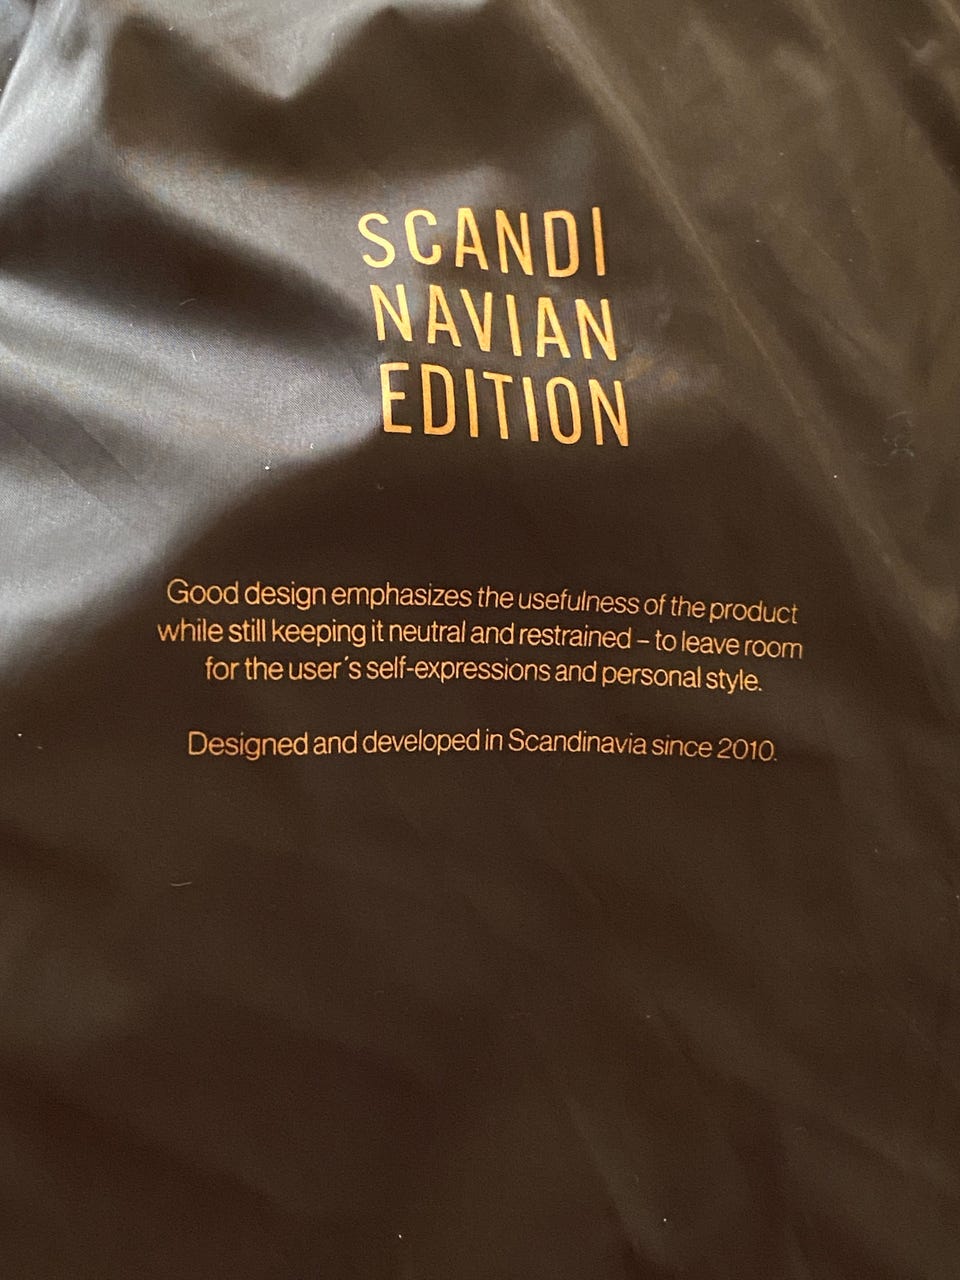 SCANDI
NAVIAN
EDITION
Good design emphasizes the usefulness of the product
while still keeping it neutral and restrained – to leave room
for the user´s self-expressions and personal style.
Designed and developed in Scandinavia since 2010.